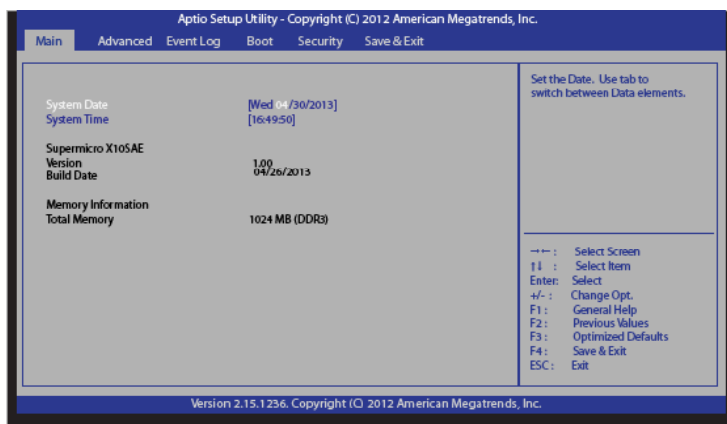 Aptio Setup Utility - Copyright (C) 2012 American Megatrends, Inc.
Main Advanced Event Log Boot Security Save & Exit
System Date [Wed 04 /30/2013]
System Time [16:49:50]
Supermicro X10SAE
Version 1.00
Build Date 04/26/2013
Memory Information
Total Memory 1024 MB (DDR3)
Set the Date. Use tab to
switch between Data elements.
→← : Select Screen
↑↓ : Select Item
Enter: Select
+/- : Change Opt.
F1 : General Help
F2 : Previous Values
F3 : Optimized Defaults
F4 : Save & Exit
ESC : Exit
Version 2.15.1236. Copyright (C) 2012 American Megatrends, Inc.